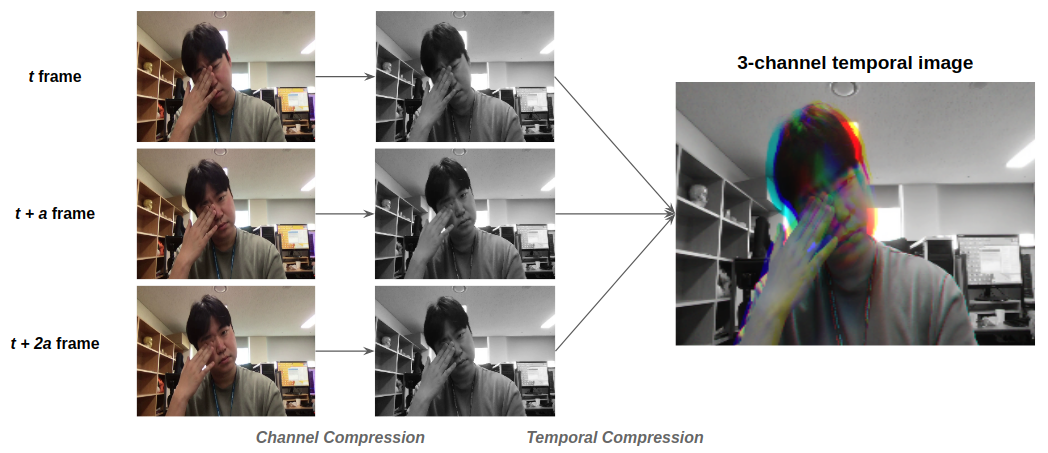 t frame
3-channel temporal image
t + a frame
t + 2a frame
Channel Compression
Temporal Compression